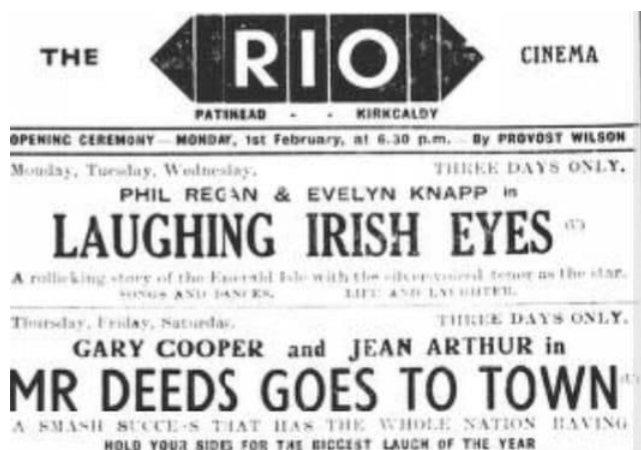 THE RIO CINEMA
PATHHEAD - - KIRKCALDY
OPENING CEREMONY — MONDAY, 1st February, at 6.30 p.m. - By PROVOST WILSON
Monday, Tuesday, Wednesday. THREE DAYS ONLY.
PHIL REGAN & EVELYN KNAPP in
LAUGHING IRISH EYES (U)
A rollicking story of the Emerald Isle with the silver-voiced tenor as the star.
SONGS AND DANCES. LIFE AND LAUGHTER.
Thursday, Friday, Saturday. THREE DAYS ONLY.
GARY COOPER and JEAN ARTHUR in
MR DEEDS GOES TO TOWN (U)
A SMASH SUCCESS THAT HAS THE WHOLE NATION HAVING
HOLD YOUR SIDES FOR THE BIGGEST LAUGH OF THE YEAR